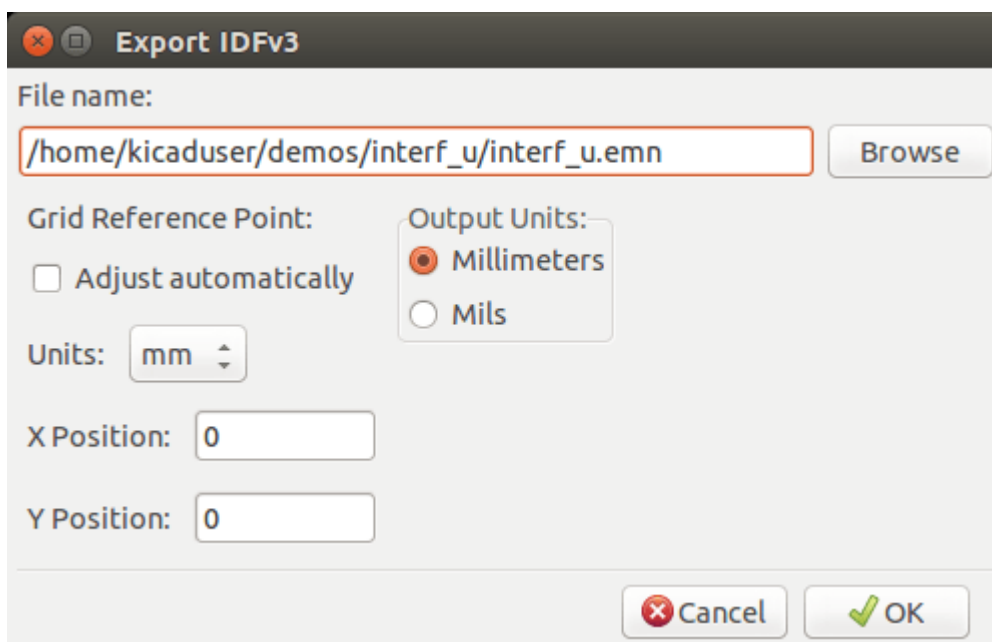 Export IDFv3
File name:
/home/kicaduser/demos/interf_u/interf_u.emn
Browse
Grid Reference Point:
Output Units:
Adjust automatically
Millimeters
Mils
Units:
mm
X Position:
0
Y Position:
0
Cancel
OK